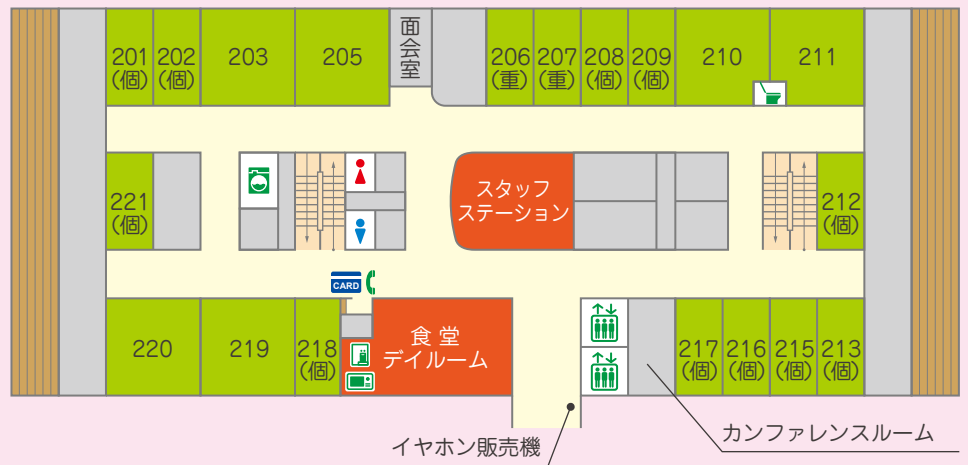 201
(個)
202
(個)
203
205
面会室
206
(重)
207
(重)
208
(個)
209
(個)
210
211
221
(個)
スタッフ
ステーション
212
(個)
CARD
220
219
218
(個)
食堂
デイルーム
217
(個)
216
(個)
215
(個)
213
(個)
イヤホン販売機
カンファレンスルーム